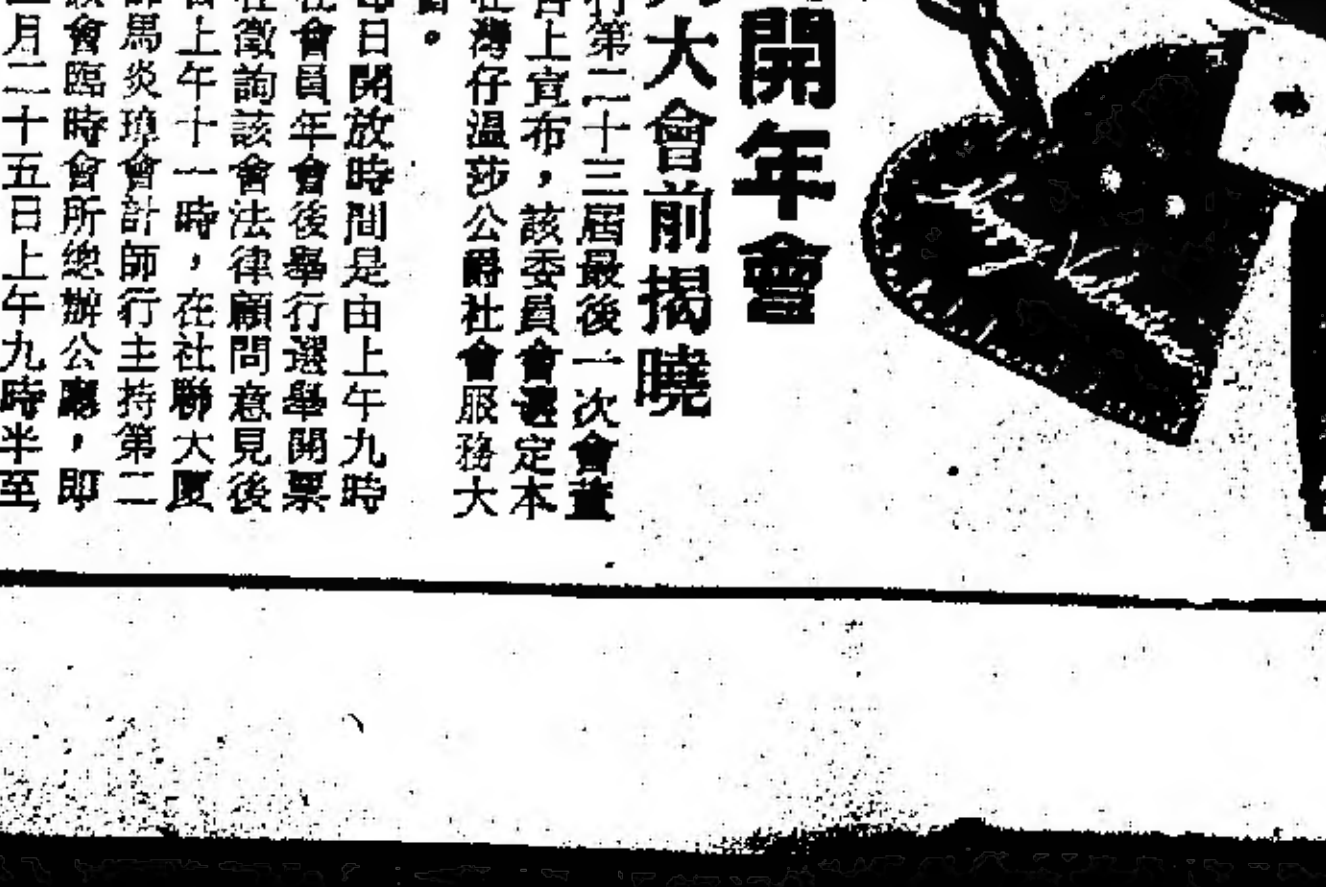 開年會
大會前揭曉
行第二十三屆最後一次會董
會上宣布，該委員會選定本
在灣仔溫莎公爵社會服務大
。
每日開放時間是由上午九時
社會員年會後舉行選舉開票
在徵詢該會法律顧問意見後
上午十一時，在社聯大厦
師馬炎璋會計師行主持第二
該會臨時會所總辦公廳，即
月二十五日上午九時半至